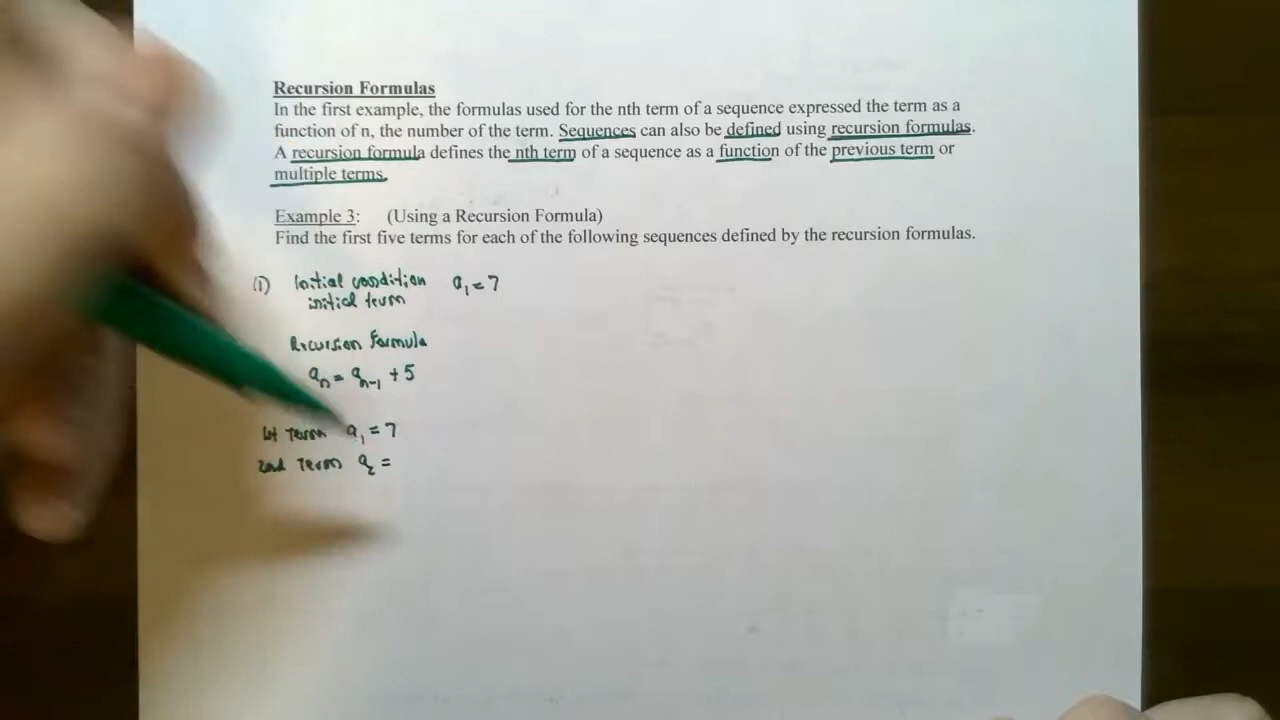 Recursion Formulas
In the first example, the formulas used for the nth term of a sequence expressed the term as a
function of n, the number of the term. Sequences can also be defined using recursion formulas.
A recursion formula defines the nth term of a sequence as a function of the previous term or
multiple terms.
Example 3: (Using a Recursion Formula)
Find the first five terms for each of the following sequences defined by the recursion formulas.
(1) Initial condition a₁ = 7
initial term
Recursion Formula
aₙ = aₙ₋₁ + 5
1st Term a₁ = 7
2nd Term a₂ =